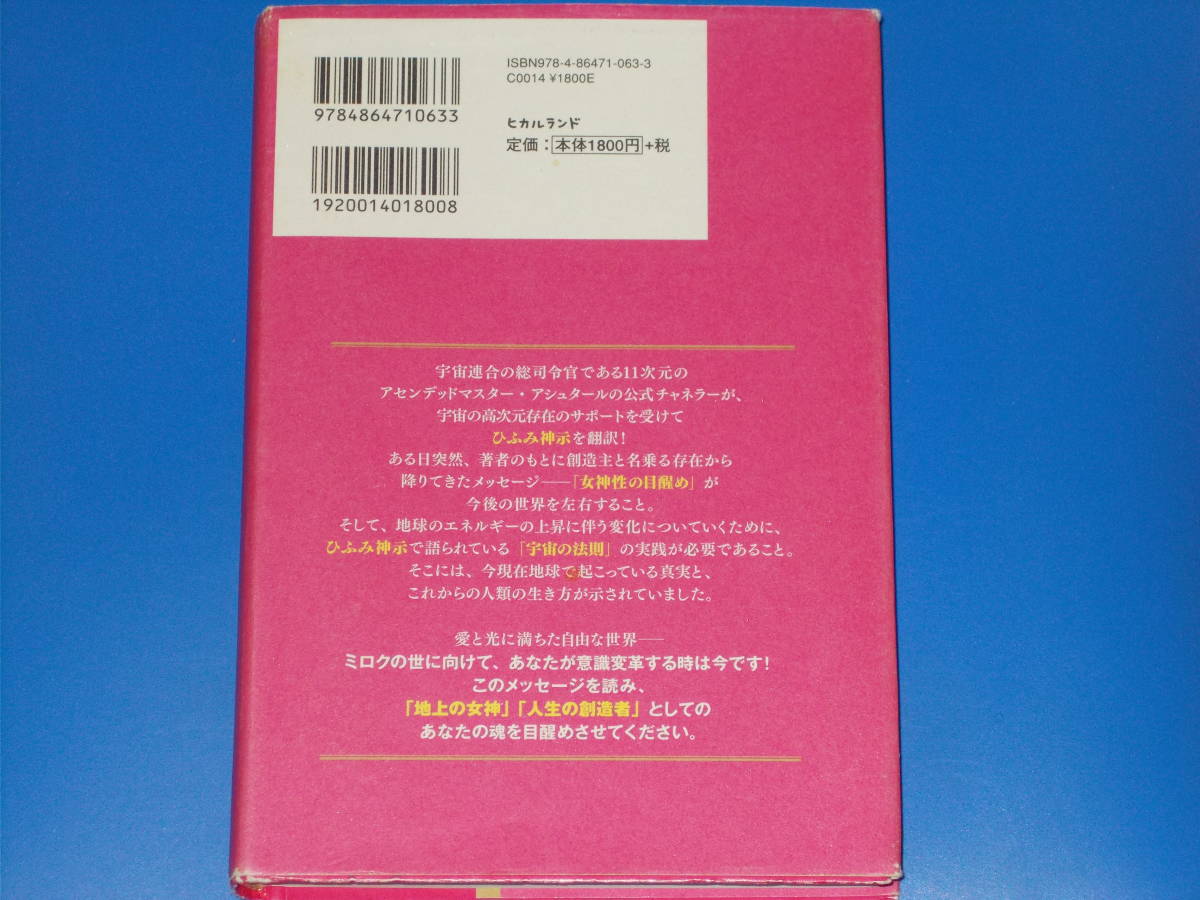 ISBN978-4-86471-063-3
C0014 ¥1800E
9784864710633
ヒカルランド
定価：本体1800円+税
1920014018008
宇宙連合の総司令官である11次元の
アセンデッドマスター・アシュタールの公式チャネラーが、
宇宙の高次元存在のサポートを受けて
ひふみ神示を翻訳！
ある日突然、著者のもとに創造主と名乗る存在から
降りてきたメッセージ──「女神性の目醒め」が
今後の世界を左右すること。
そして、地球のエネルギーの上昇に伴う変化についていくために、
ひふみ神示で語られている「宇宙の法則」の実践が必要であること。
そこには、今現在地球で起こっている真実と、
これからの人類の生き方が示されていました。
愛と光に満ちた自由な世界──
ミロクの世に向けて、あなたが意識変革する時は今です！
このメッセージを読み、
「地上の女神」「人生の創造者」としての
あなたの魂を目醒めさせてください。